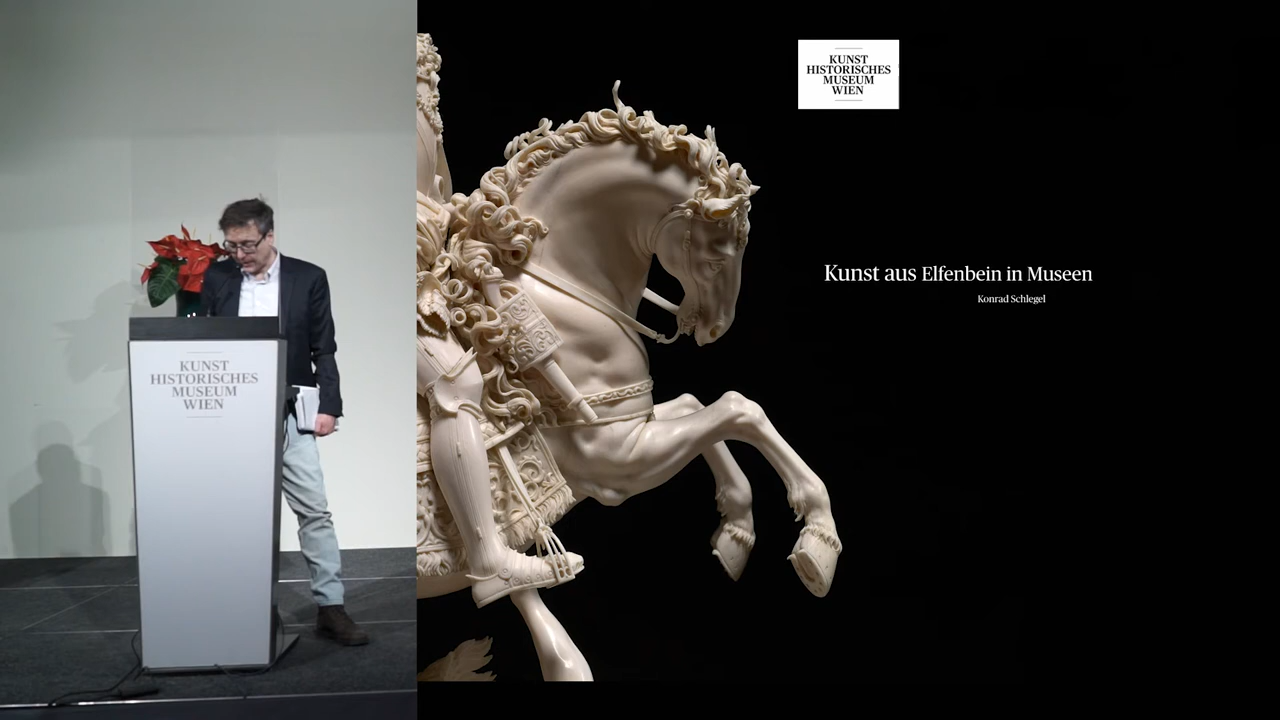 KUNST
HISTORISCHES
MUSEUM
WIEN
KUNST
HISTORISCHES
MUSEUM
WIEN
Kunst aus Elfenbein in Museen
Konrad Schlegel